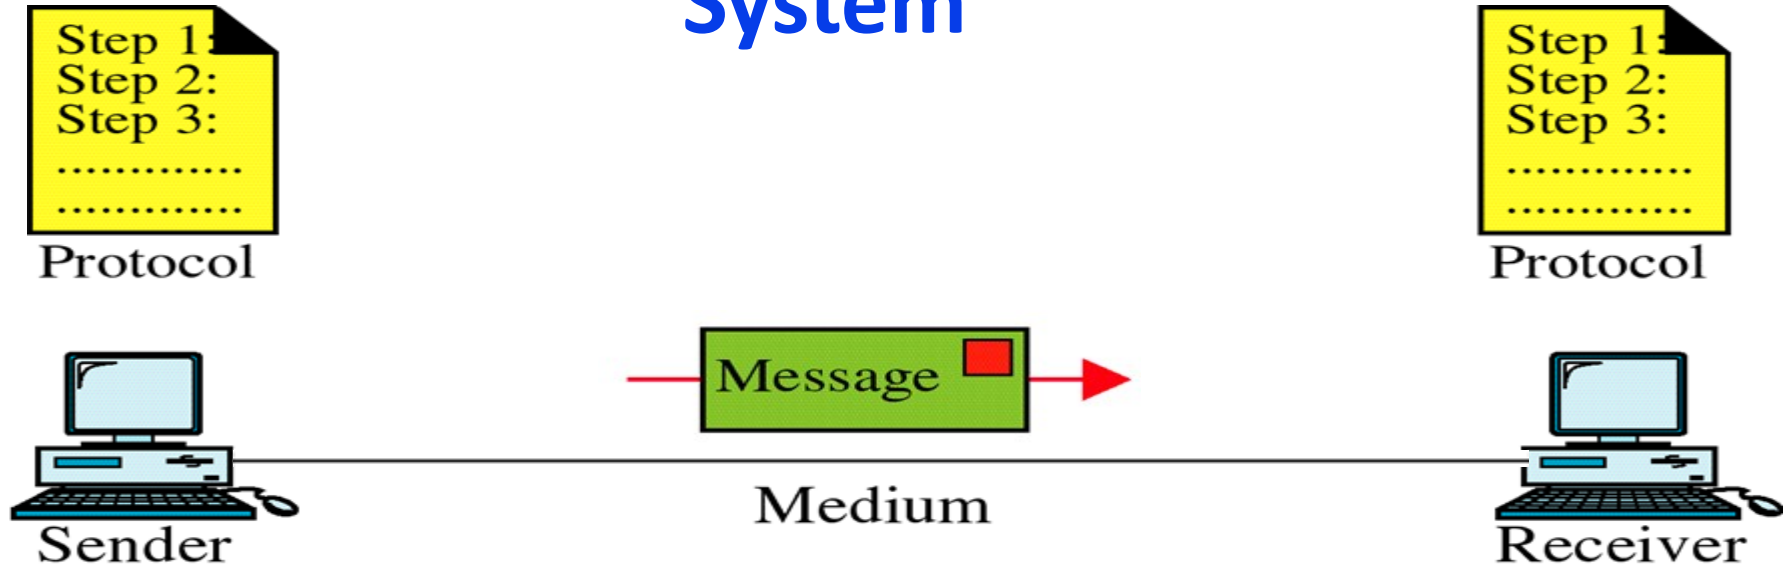 System
Step 1:
Step 2:
Step 3:
.............
.............
Protocol
Step 1:
Step 2:
Step 3:
.............
.............
Protocol
Message
Medium
Sender
Receiver